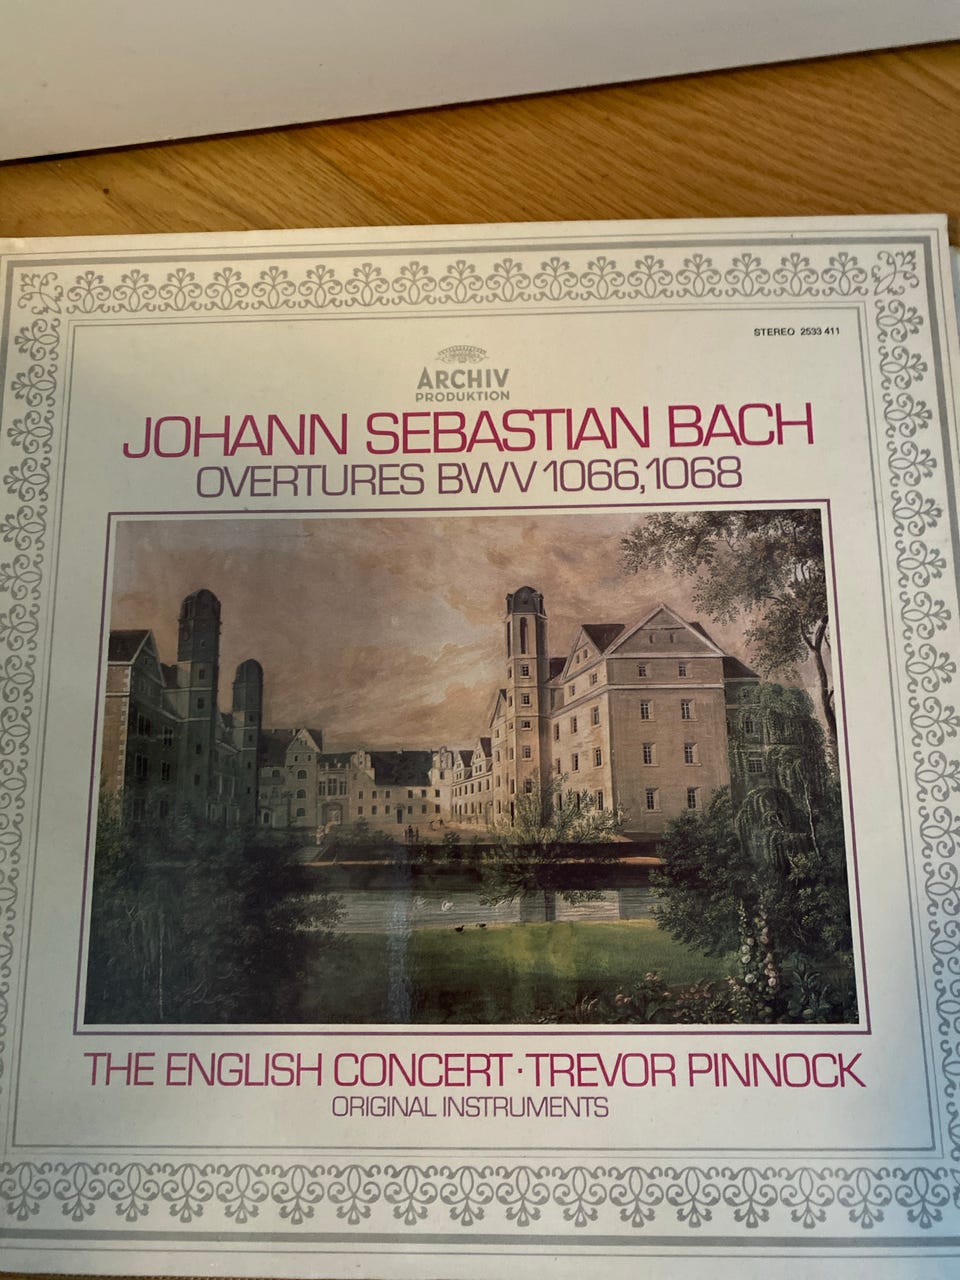 STEREO 2533 411
ARCHIV
PRODUKTION
JOHANN SEBASTIAN BACH
OVERTURES BWV 1066,1068
THE ENGLISH CONCERT · TREVOR PINNOCK
ORIGINAL INSTRUMENTS